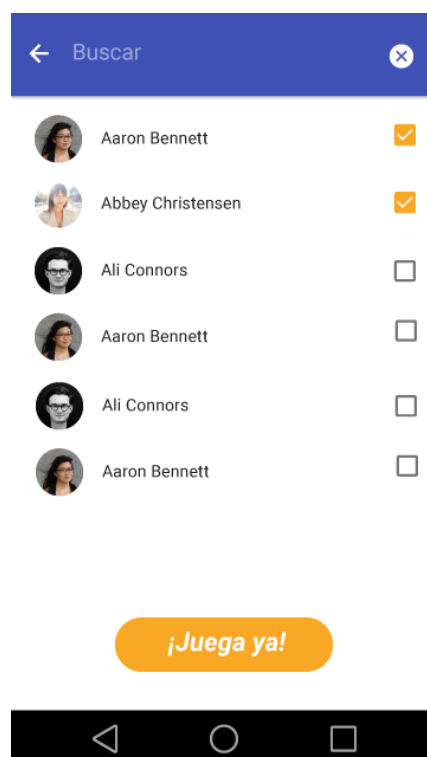 Buscar
Aaron Bennett
Abbey Christensen
Ali Connors
Aaron Bennett
Ali Connors
Aaron Bennett
¡Juega ya!